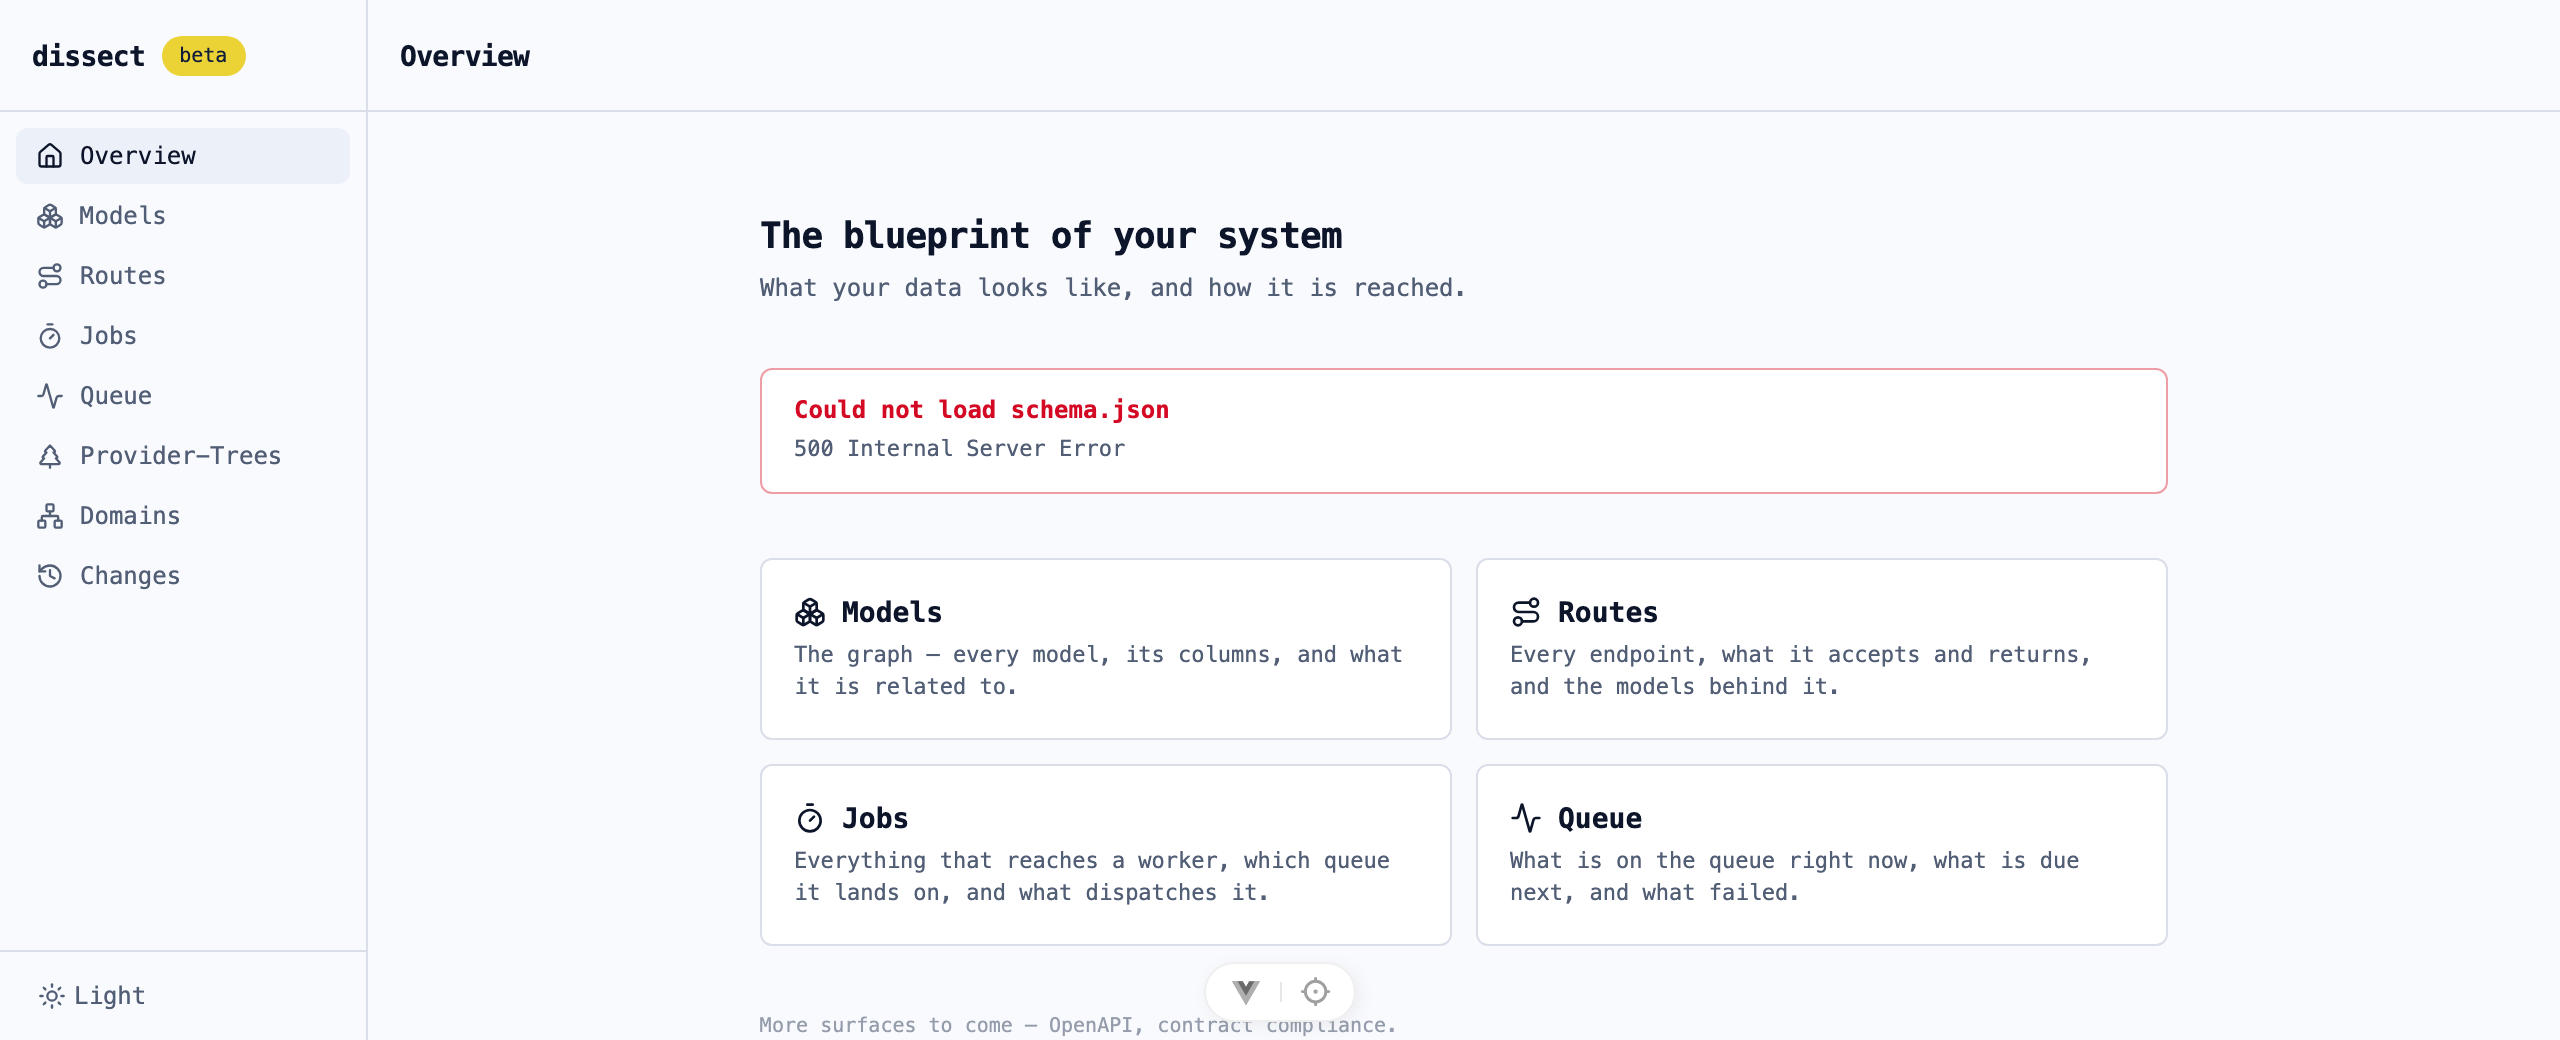 dissect beta
Overview
Overview
Models
Routes
Jobs
Queue
Provider-Trees
Domains
Changes
Light
The blueprint of your system
What your data looks like, and how it is reached.
Could not load schema.json
500 Internal Server Error
Models
The graph — every model, its columns, and what
it is related to.
Routes
Every endpoint, what it accepts and returns,
and the models behind it.
Jobs
Everything that reaches a worker, which queue
it lands on, and what dispatches it.
Queue
What is on the queue right now, what is due
next, and what failed.
More surfaces to come — OpenAPI, contract compliance.